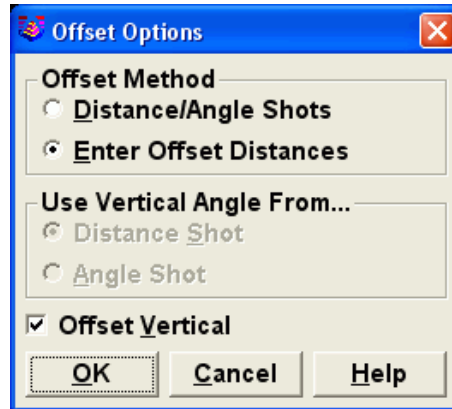 Offset Options
Offset Method
Distance/Angle Shots
Enter Offset Distances
Use Vertical Angle From...
Distance Shot
Angle Shot
Offset Vertical
OK Cancel Help